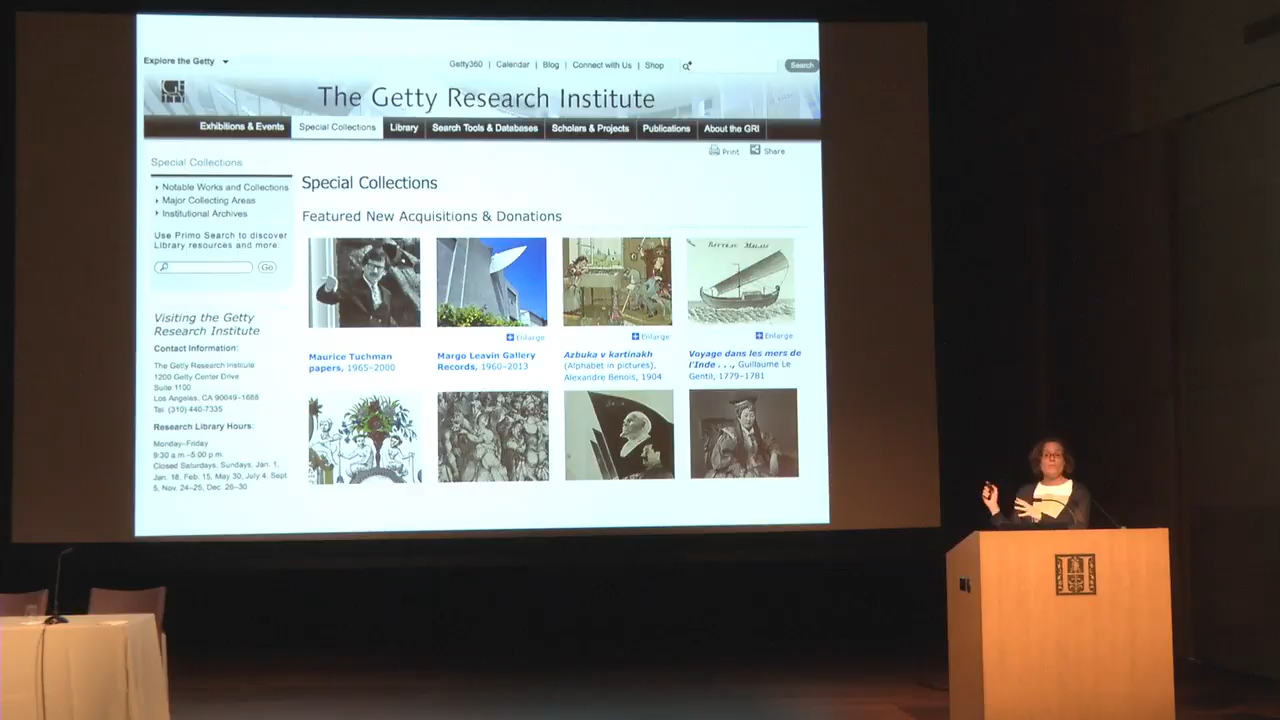 Explore the Getty
Getty360 | Calendar | Blog | Connect with Us | Shop
Search
The Getty Research Institute
Exhibitions & Events
Special Collections
Library
Search Tools & Databases
Scholars & Projects
Publications
About the GRI
Print
Share
Special Collections
Notable Works and Collections
Major Collecting Areas
Institutional Archives
Use Primo Search to discover
Library resources and more.
Go
Visiting the Getty
Research Institute
Contact Information:
The Getty Research Institute
1200 Getty Center Drive
Suite 1100
Los Angeles, CA 90049-1688
Tel. (310) 440-7335
Research Library Hours:
Monday–Friday
9:30 a.m.–5:00 p.m.
Closed Saturdays, Sundays, Jan. 1,
Jan. 18, Feb. 15, May 30, July 4, Sept.
5, Nov. 24–25, Dec. 26–30
Special Collections
Featured New Acquisitions & Donations
Maurice Tuchman
papers, 1965–2000
Enlarge
Margo Leavin Gallery
Records, 1960–2013
Enlarge
Azbuka v kartinakh
(Alphabet in pictures),
Alexandre Benois, 1904
BATEAU MALAIS
Enlarge
Voyage dans les mers de
l'Inde . . ., Guillaume Le
Gentil, 1779–1781
H